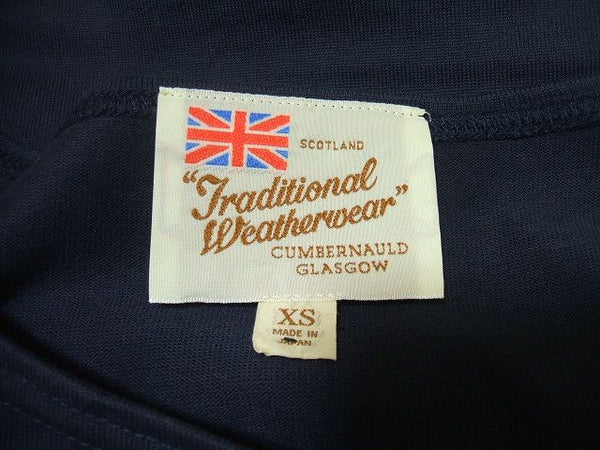 SCOTLAND
"Traditional
Weatherwear"
CUMBERNAULD
GLASGOW
XS
MADE IN
JAPAN